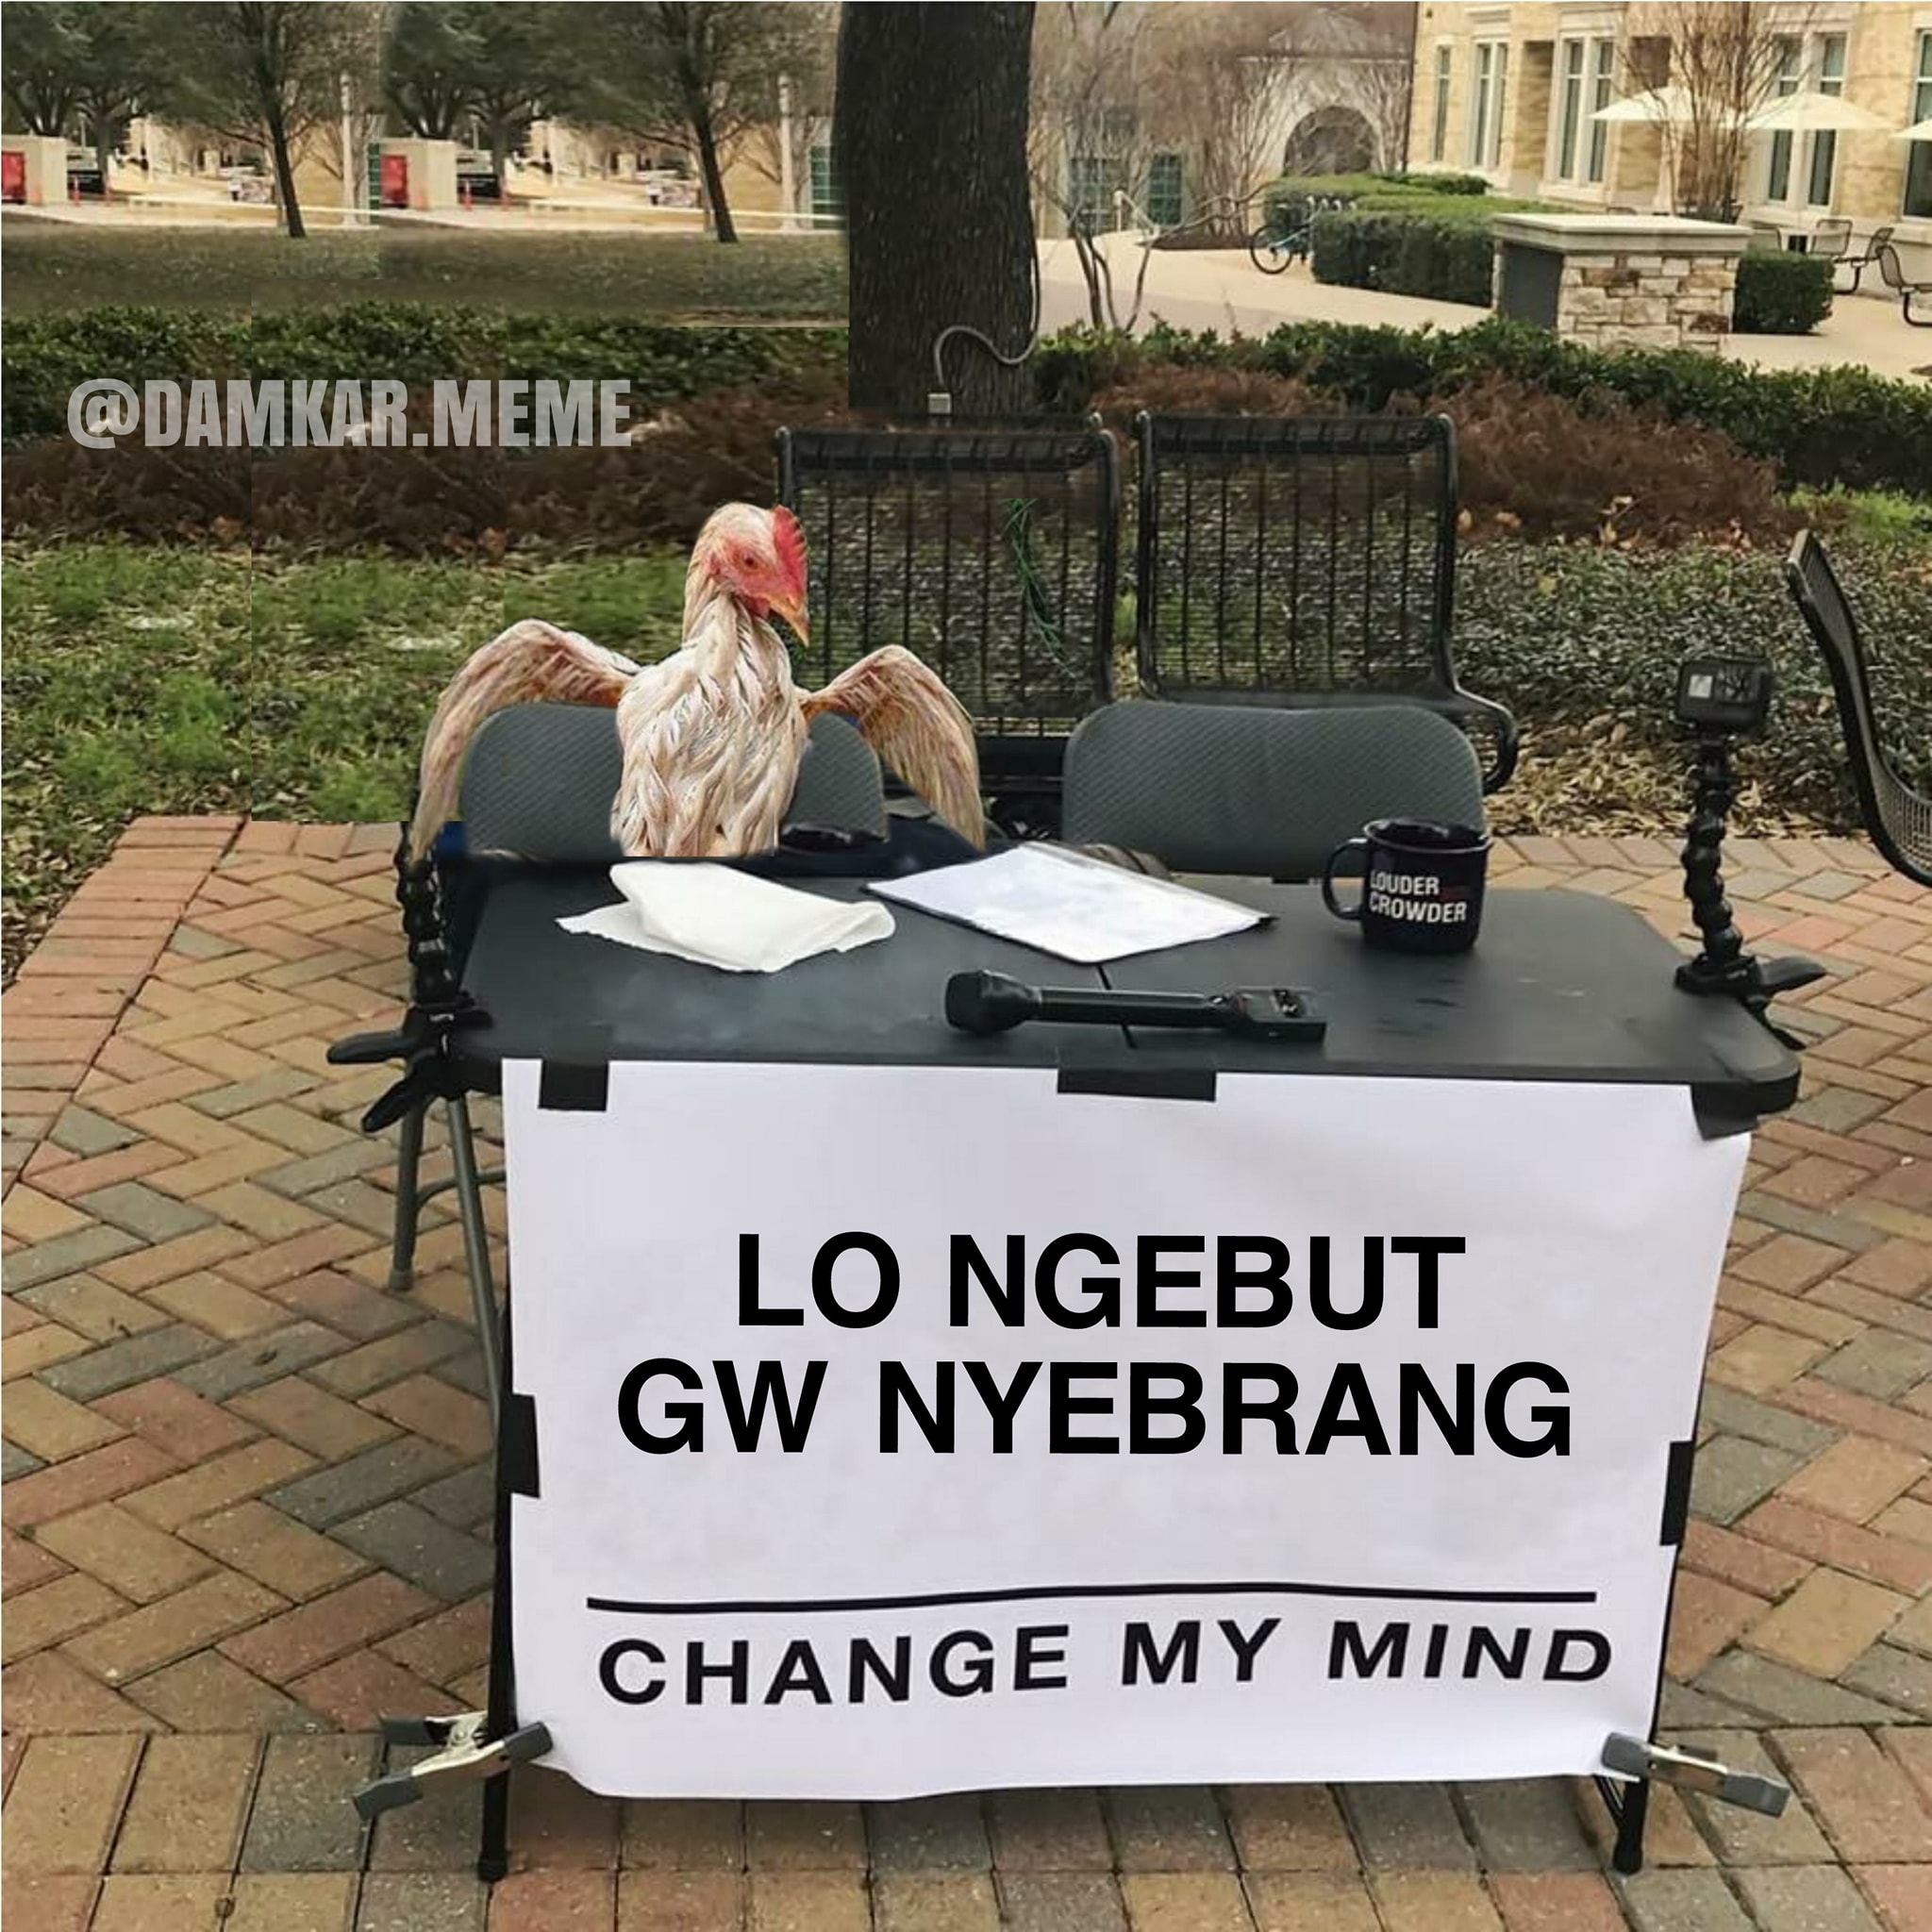 @DAMKAR.MEME
LOUDER
CROWDER
LO NGEBUT
GW NYEBRANG
CHANGE MY MIND